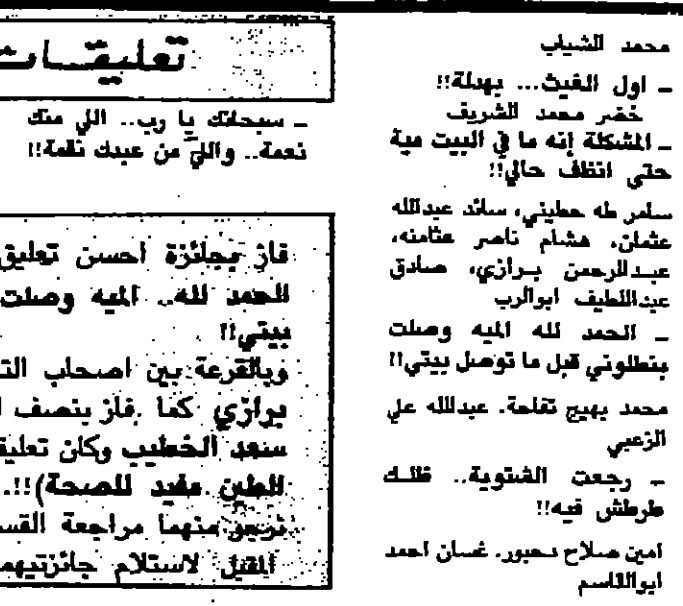 محمد الشياب
- اول الغيث... بهدلة!!
خضر محمد الشريف
- المشكلة إنه ما في البيت مية
حتى انظف حالي!!
سامر طه حطيني، سائد عبدالله
عثمان، هشام ناصر عثامنه،
عبدالرحمن برازي، صادق
عبداللطيف ابوالرب
- الحمد لله الميه وصلت
بنطلوني قبل ما توصل بيتي!!
محمد بهيج تفاحة. عبدالله علي
الزعبي
- رجعت الشتوية.. ظلك
طرطش فيه!!
امين صلاح دحبور. غسان احمد
ابوالقاسم
تعليقات
- سبحانك يا رب.. اللي منك
نعمة.. واللي من عبدك نقمة!!
فاز بجائزة احسن تعليق
الحمد لله.. الميه وصلت
بيتي!!
وبالقرعة بين اصحاب الت
برازي كما فاز بنصف ا
سعد الخطيب وكان تعليق
الطين مفيد للصحة)!!.
نرجو منهما مراجعة القس
المقبل لاستلام جائزتيهم